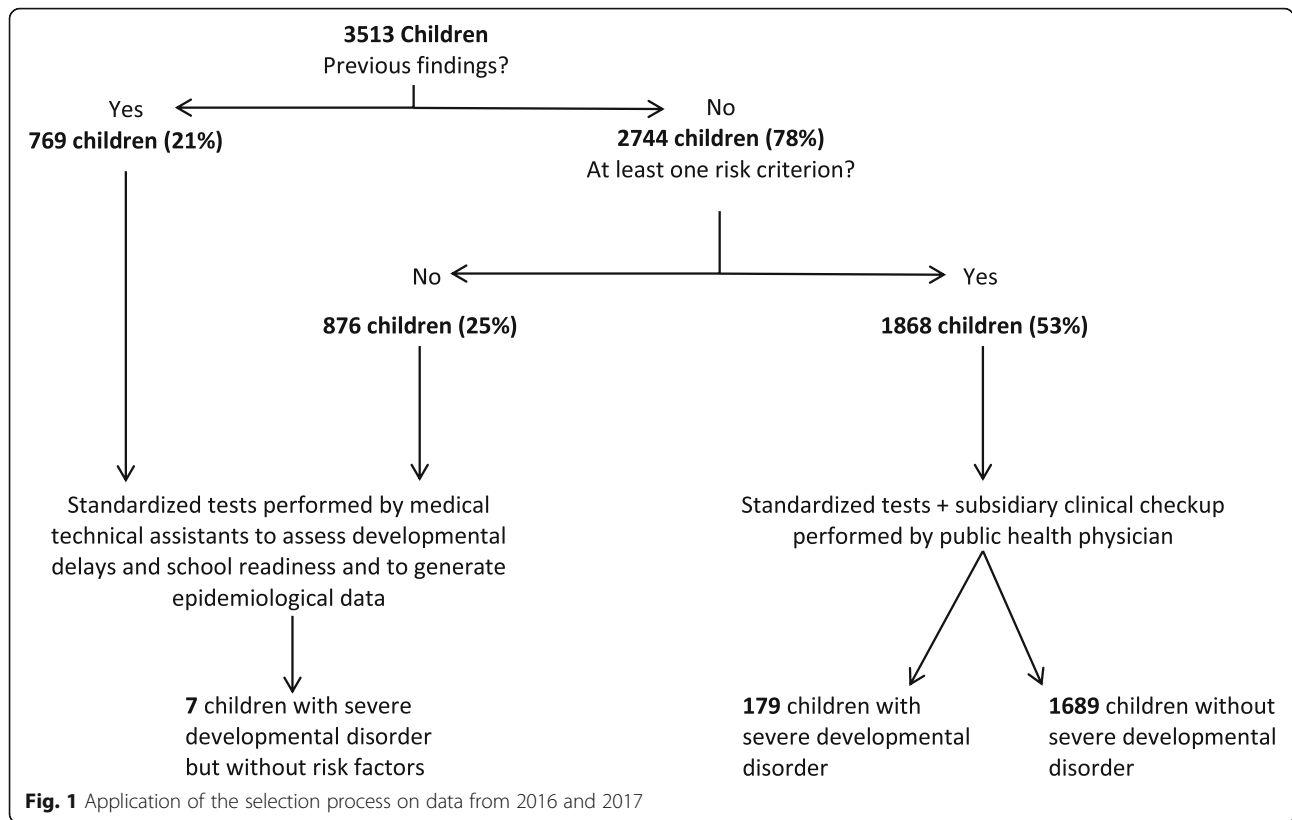 3513 Children
Previous findings?
Yes
769 children (21%)
No
2744 children (78%)
At least one risk criterion?
No
876 children (25%)
Yes
1868 children (53%)
Standardized tests performed by medical
technical assistants to assess developmental
delays and school readiness and to generate
epidemiological data
Standardized tests + subsidiary clinical checkup
performed by public health physician
7 children with severe
developmental disorder
but without risk factors
179 children with
severe developmental
disorder
1689 children without
severe developmental
disorder
Fig. 1 Application of the selection process on data from 2016 and 2017